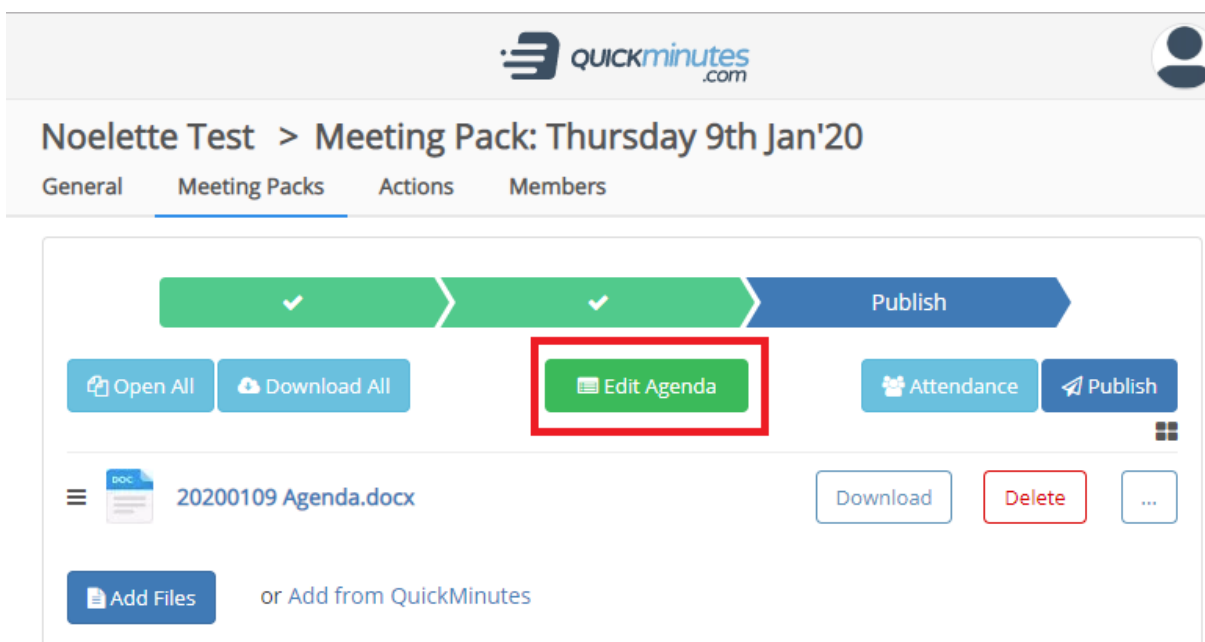 quickminutes
.com
Noelette Test > Meeting Pack: Thursday 9th Jan'20
General Meeting Packs Actions Members
Publish
Open All Download All Edit Agenda Attendance Publish
DOC
20200109 Agenda.docx Download Delete ...
Add Files or Add from QuickMinutes